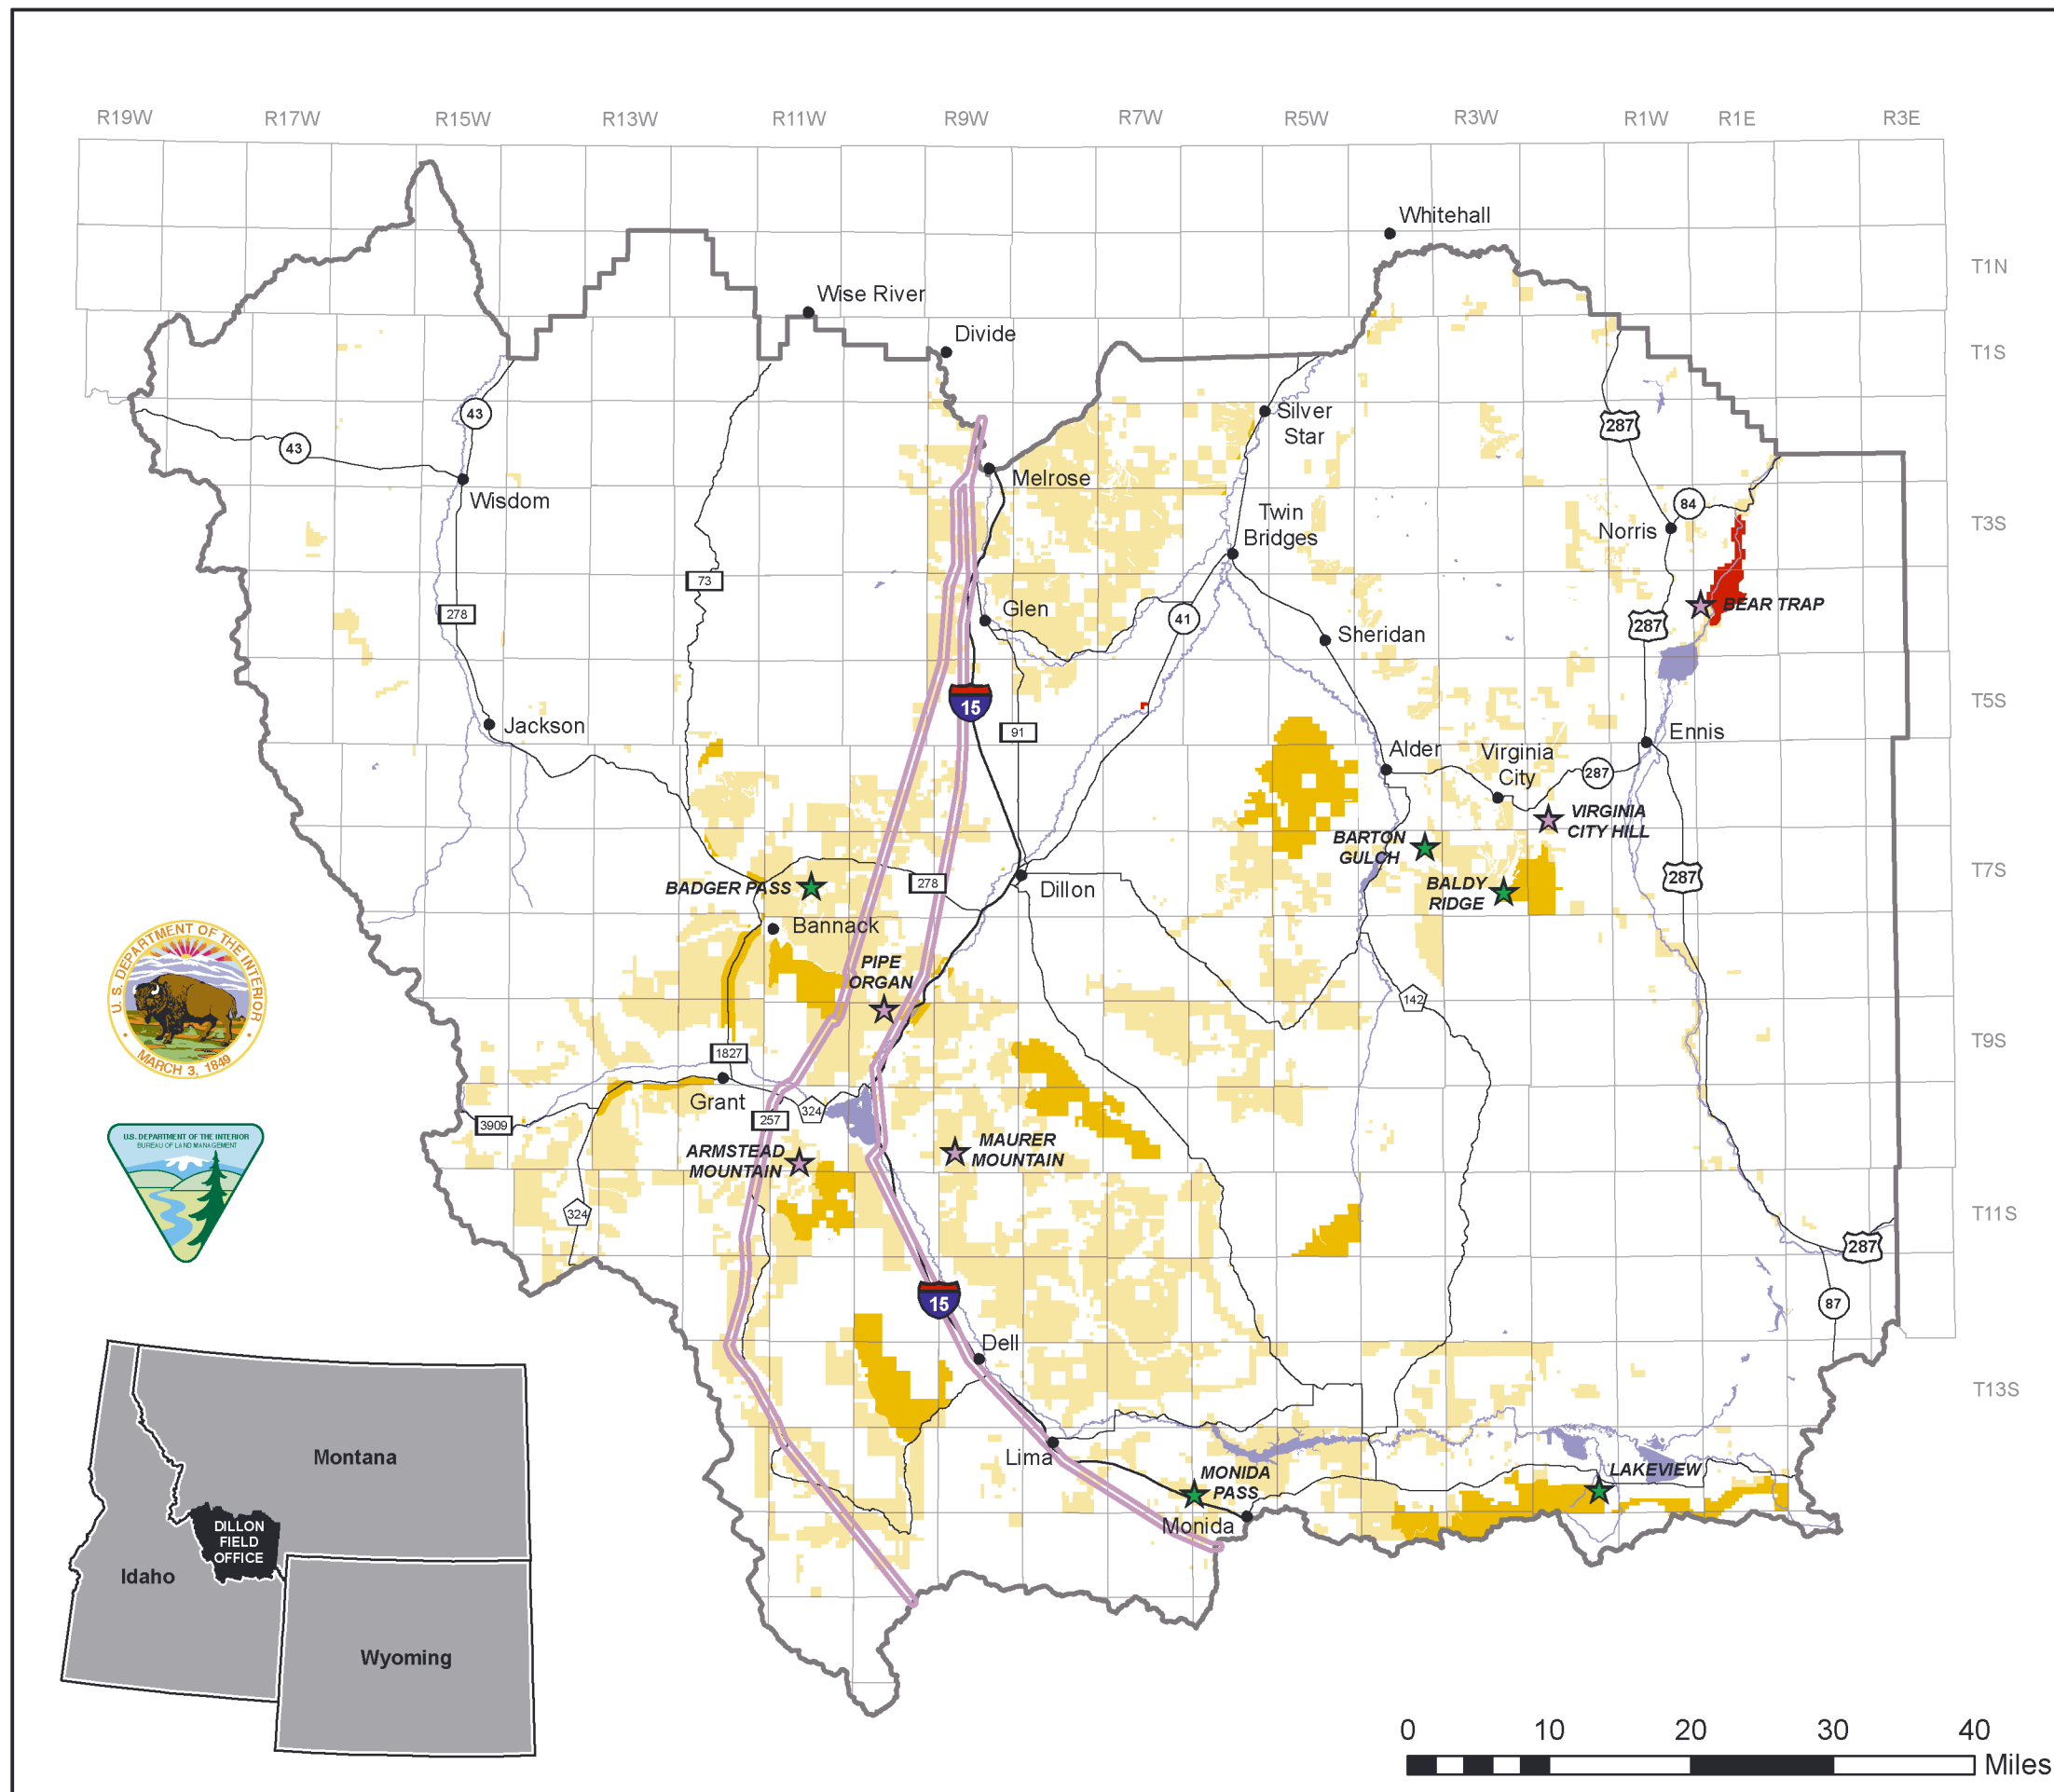 R19W R17W R15W R13W R11W R9W R7W R5W R3W R1W R1E R3E
Whitehall
T1N
Wise River
Divide
T1S
43
Silver
Star
287
43
Melrose
Wisdom
84
Twin
Bridges
Norris
T3S
73
Glen
BEAR TRAP
278
41
287
Sheridan
15
T5S
Jackson
91
Ennis
Alder
Virginia
City
287
VIRGINIA
CITY HILL
BARTON
GULCH
BADGER PASS
278
Dillon
BALDY
RIDGE
287
T7S
Bannack
PIPE
ORGAN
142
U. S. DEPARTMENT OF THE INTERIOR
MARCH 3, 1849
1827
T9S
Grant
324
257
3909
U.S. DEPARTMENT OF THE INTERIOR
BUREAU OF LAND MANAGEMENT
ARMSTEAD
MOUNTAIN
MAURER
MOUNTAIN
324
T11S
287
15
87
Dell
T13S
Lima
MONIDA
PASS
LAKEVIEW
Monida
Montana
DILLON
FIELD
OFFICE
Idaho
Wyoming
0 10 20 30 40
Miles